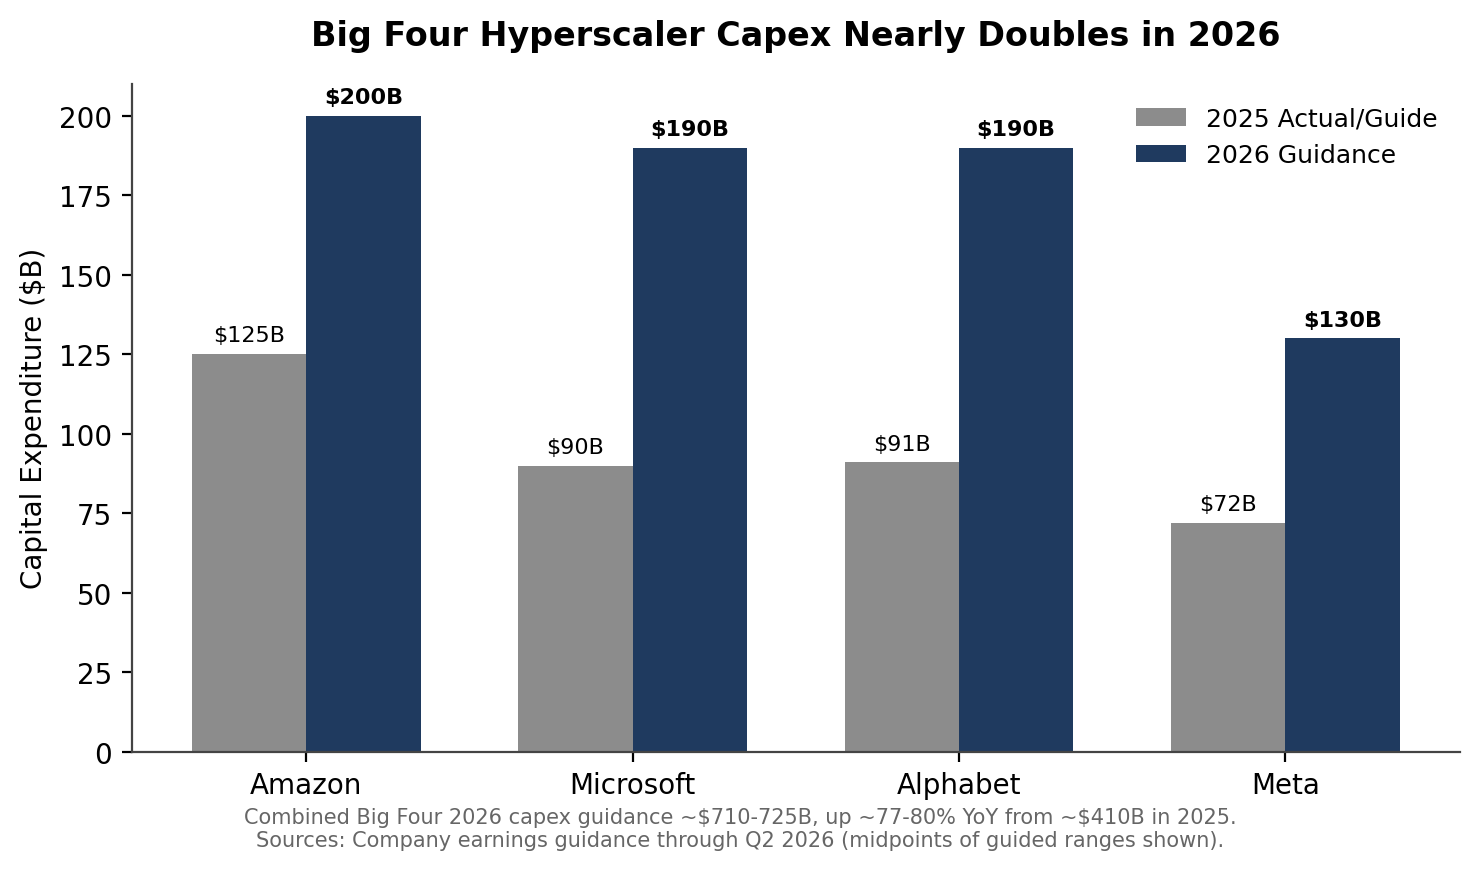 Big Four Hyperscaler Capex Nearly Doubles in 2026
$200B
$190B
$190B
2025 Actual/Guide
2026 Guidance
$130B
$125B
$90B
$91B
$72B
Capital Expenditure ($B)
200
175
150
125
100
75
50
25
0
Amazon
Microsoft
Alphabet
Meta
Combined Big Four 2026 capex guidance ~$710-725B, up ~77-80% YoY from ~$410B in 2025.
Sources: Company earnings guidance through Q2 2026 (midpoints of guided ranges shown).